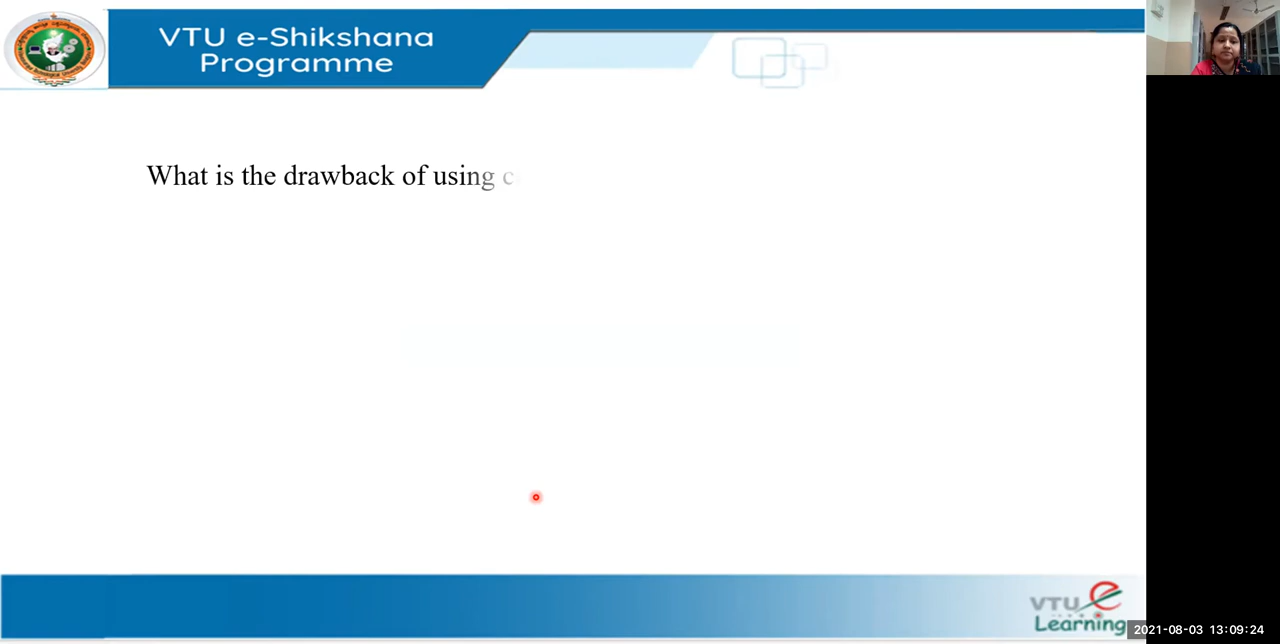 VTU e-Shikshana
Programme
What is the drawback of using c
VTU
Learning
2021-08-03 13:09:24